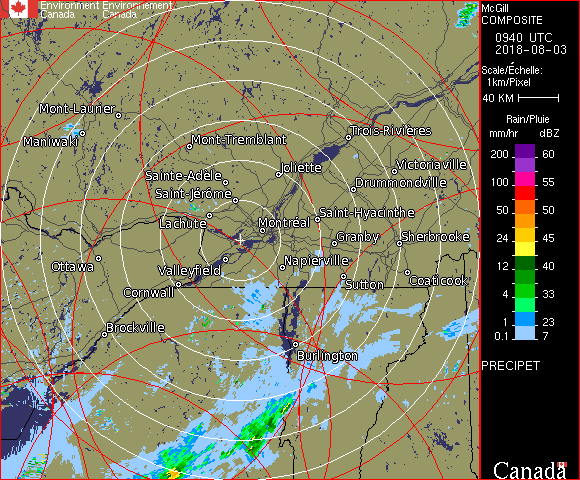 Environment Environnement
Canada Canada
McGill
COMPOSITE
0940 UTC
2018-08-03
Scale/Échelle:
1km/Pixel
40 KM
Rain/Pluie
mm/hr dBZ
200 60
100 55
50 50
24 45
12 40
4 33
1 23
0.1 7
PRECIPET
Canada
Mont-Laurier
Maniwaki
Mont-Tremblant
Trois-Rivières
Joliette
Victoriaville
Sainte-Adèle
Drummondville
Saint-Jérôme
Saint-Hyacinthe
Lachute
Montréal
Granby
Sherbrooke
Ottawa
Valleyfield
Napierville
Cornwall
Sutton
Coaticook
Brockville
Burlington